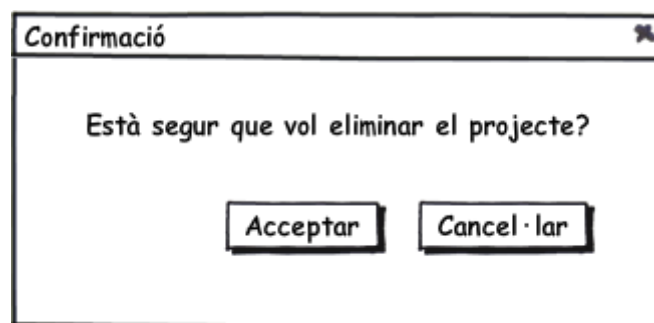 Confirmació
Està segur que vol eliminar el projecte?
Acceptar Cancel·lar